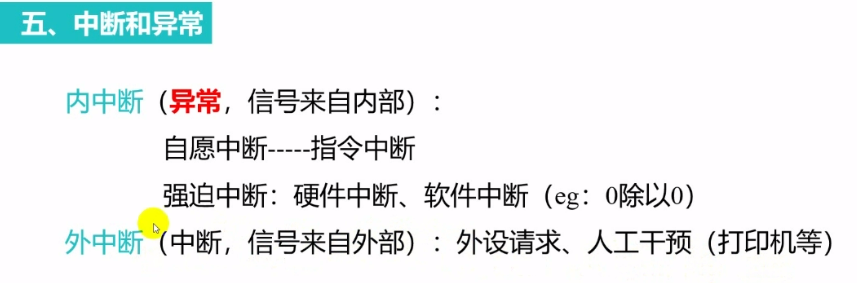 五、中断和异常
内中断（异常，信号来自内部）：
自愿中断-----指令中断
强迫中断：硬件中断、软件中断（eg：0除以0）
外中断（中断，信号来自外部）：外设请求、人工干预（打印机等）